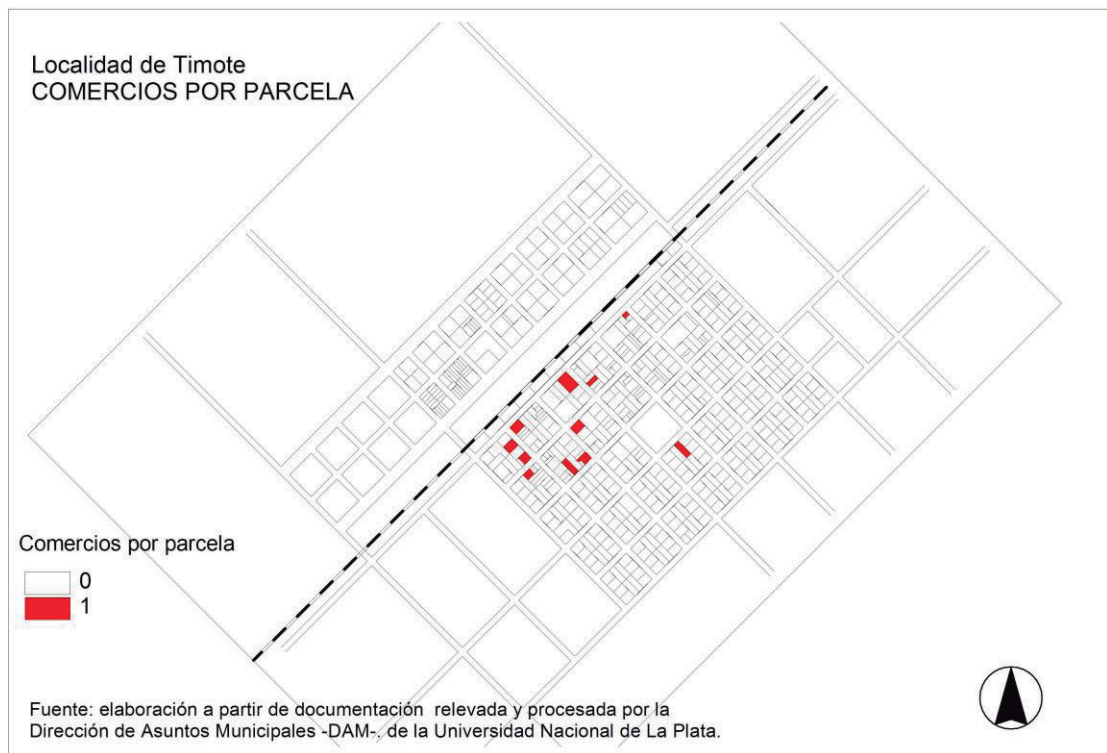 Localidad de Timote
COMERCIOS POR PARCELA
Comercios por parcela
0
1
Fuente: elaboración a partir de documentación relevada y procesada por la
Dirección de Asuntos Municipales -DAM-. de la Universidad Nacional de La Plata.